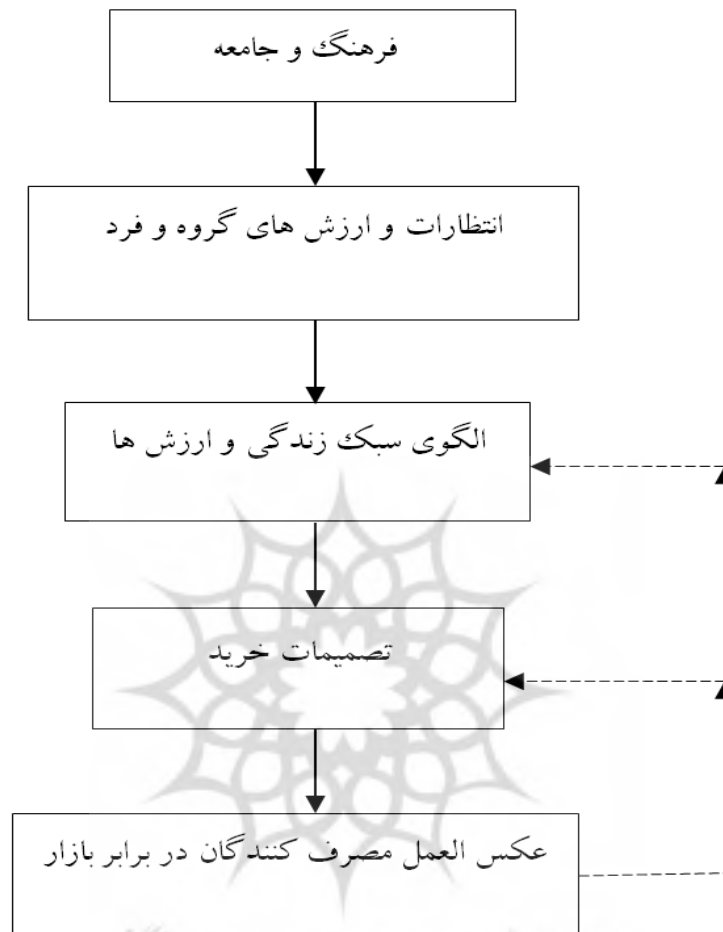 فرهنگ و جامعه
انتظارات و ارزش های گروه و فرد
الگوی سبک زندگی و ارزش ها
تصمیمات خرید
عکس العمل مصرف کنندگان در برابر بازار